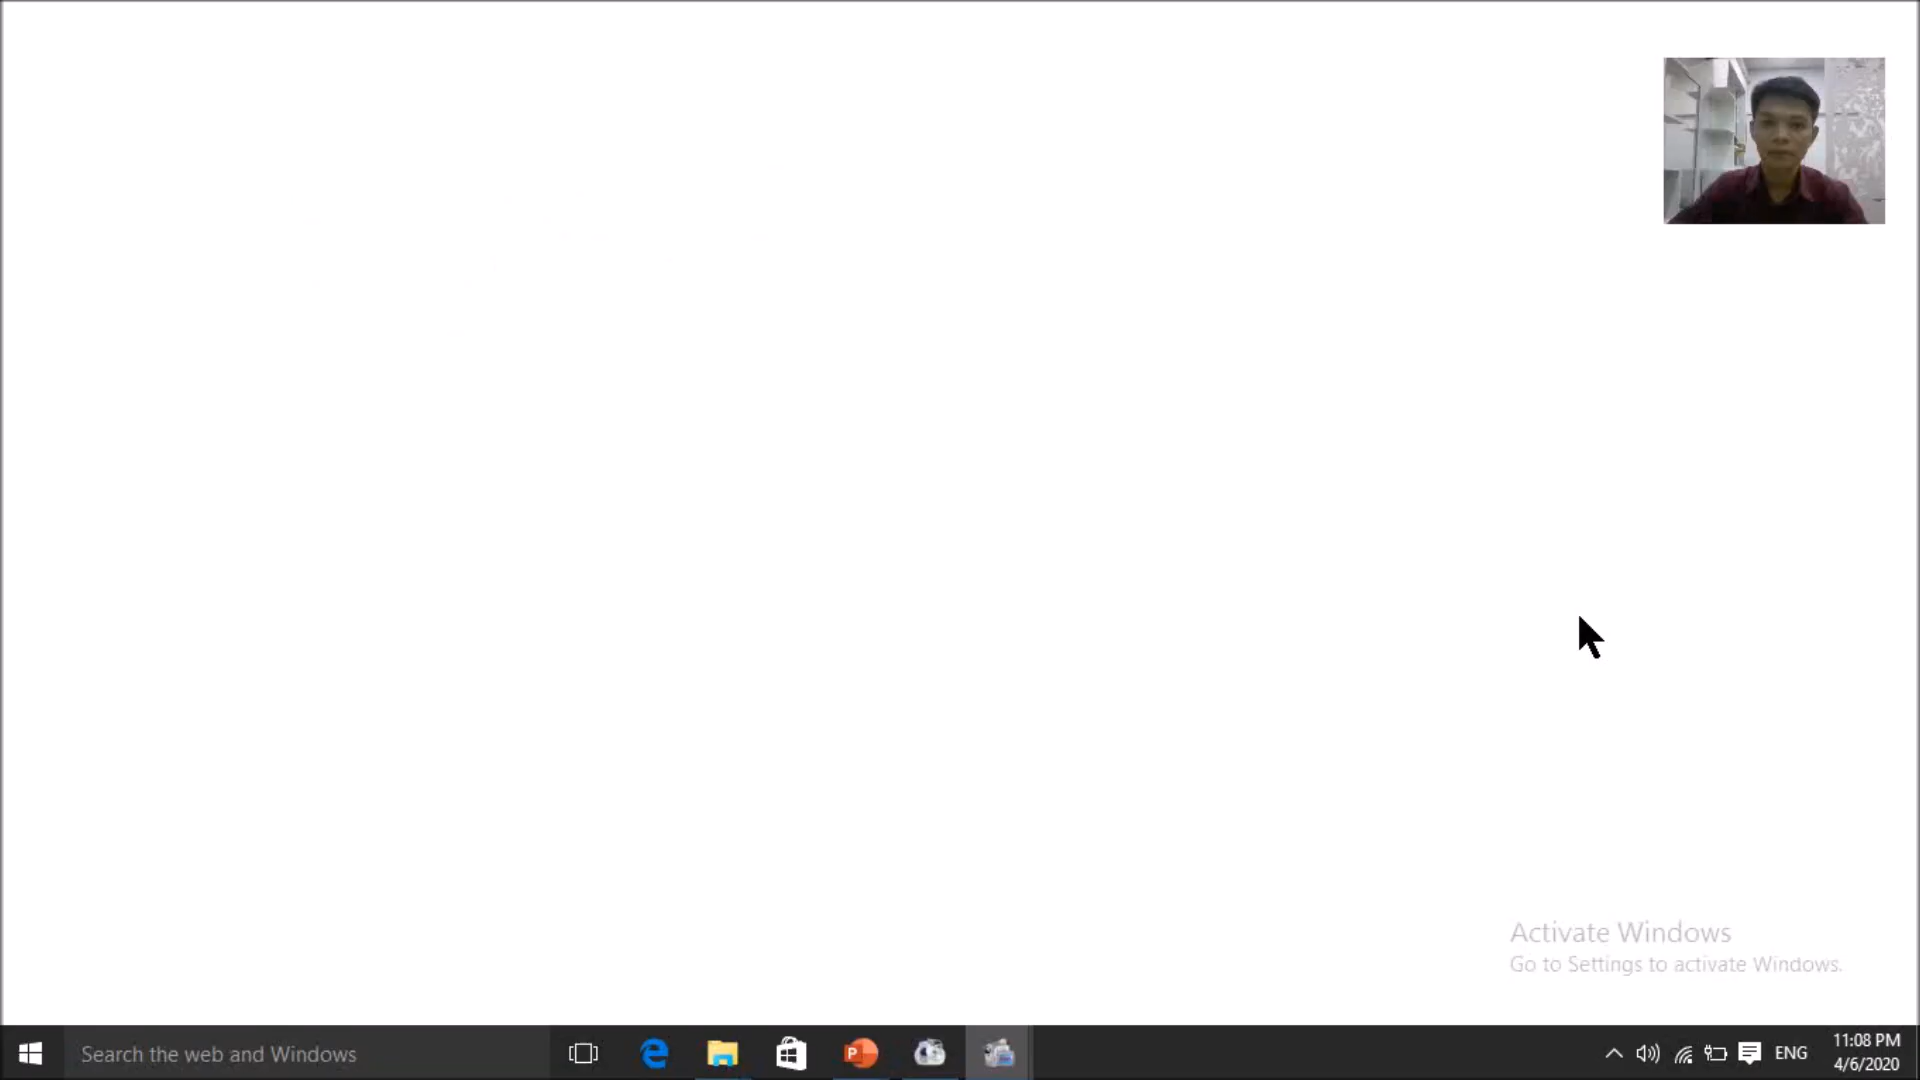 Activate Windows
Go to Settings to activate Windows.
Search the web and Windows
P
ENG
11:08 PM
4/6/2020